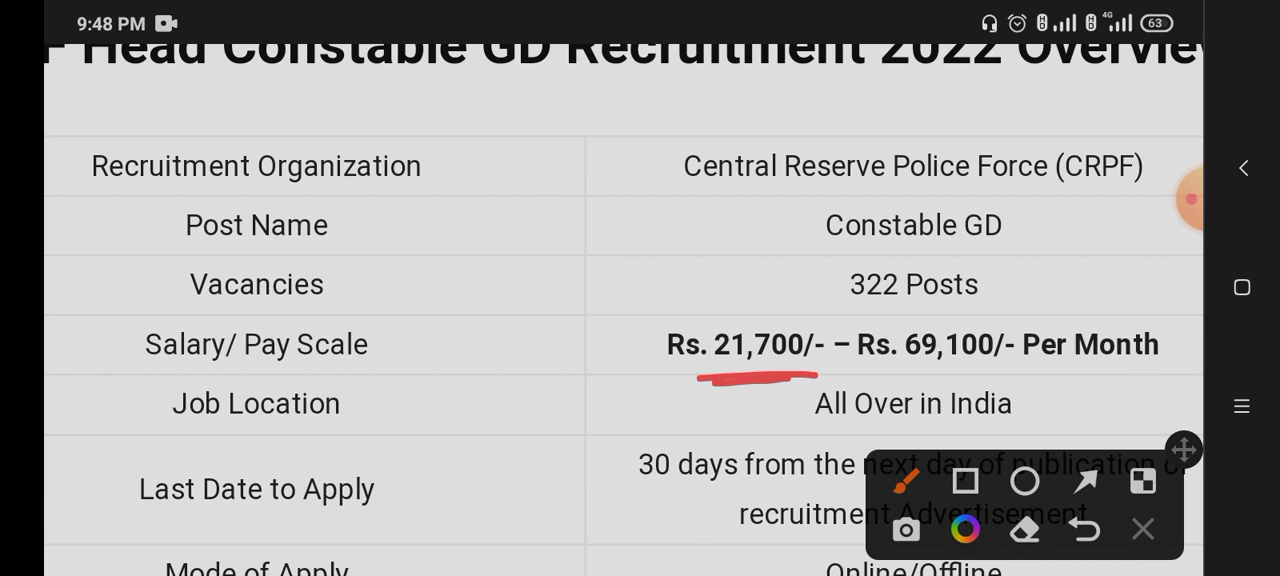 9:48 PM 4G 63
Head Constable GD Recruitment 2022
Recruitment Organization Central Reserve Police Force (CRPF)
Post Name Constable GD
Vacancies 322 Posts
Salary/ Pay Scale Rs. 21,700/- – Rs. 69,100/- Per Month
Job Location All Over in India
30 days from the next day of publication of
Last Date to Apply
recruitment Advertisement
Mode of Apply Online/Offline